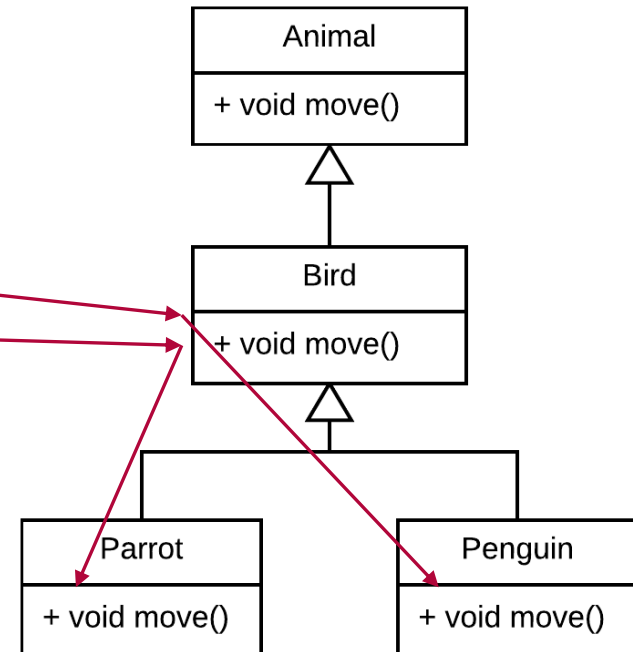 Animal
+ void move()
Bird
+ void move()
Parrot
Penguin
+ void move()
+ void move()